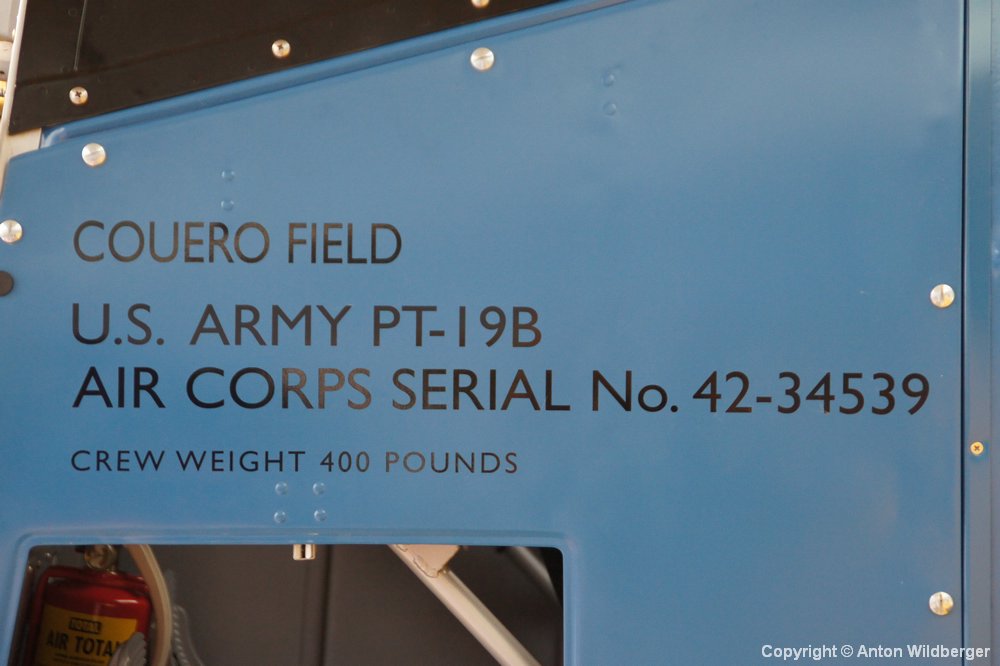 COUERO FIELD
U.S. ARMY PT-19B
AIR CORPS SERIAL No. 42-34539
CREW WEIGHT 400 POUNDS
TOTAL
AIR TOTAL
Copyright © Anton Wildberger